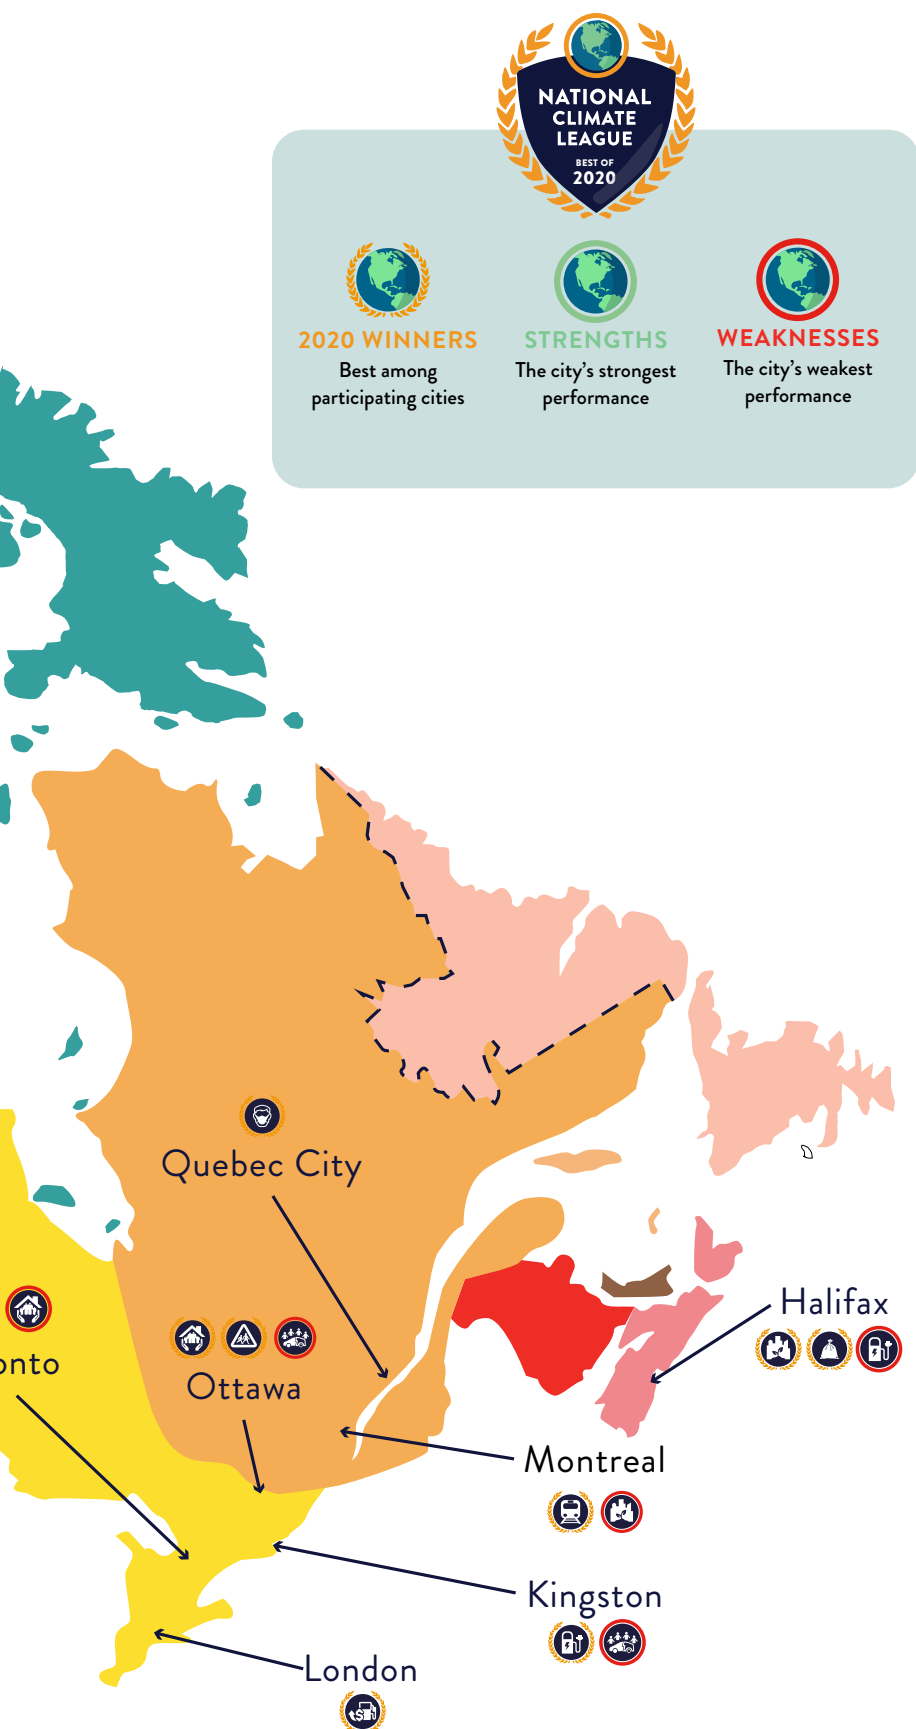 NATIONAL
CLIMATE
LEAGUE
BEST OF
2020
2020 WINNERS
Best among
participating cities
STRENGTHS
The city's strongest
performance
WEAKNESSES
The city's weakest
performance
Quebec City
Halifax
onto
Ottawa
Montreal
Kingston
London